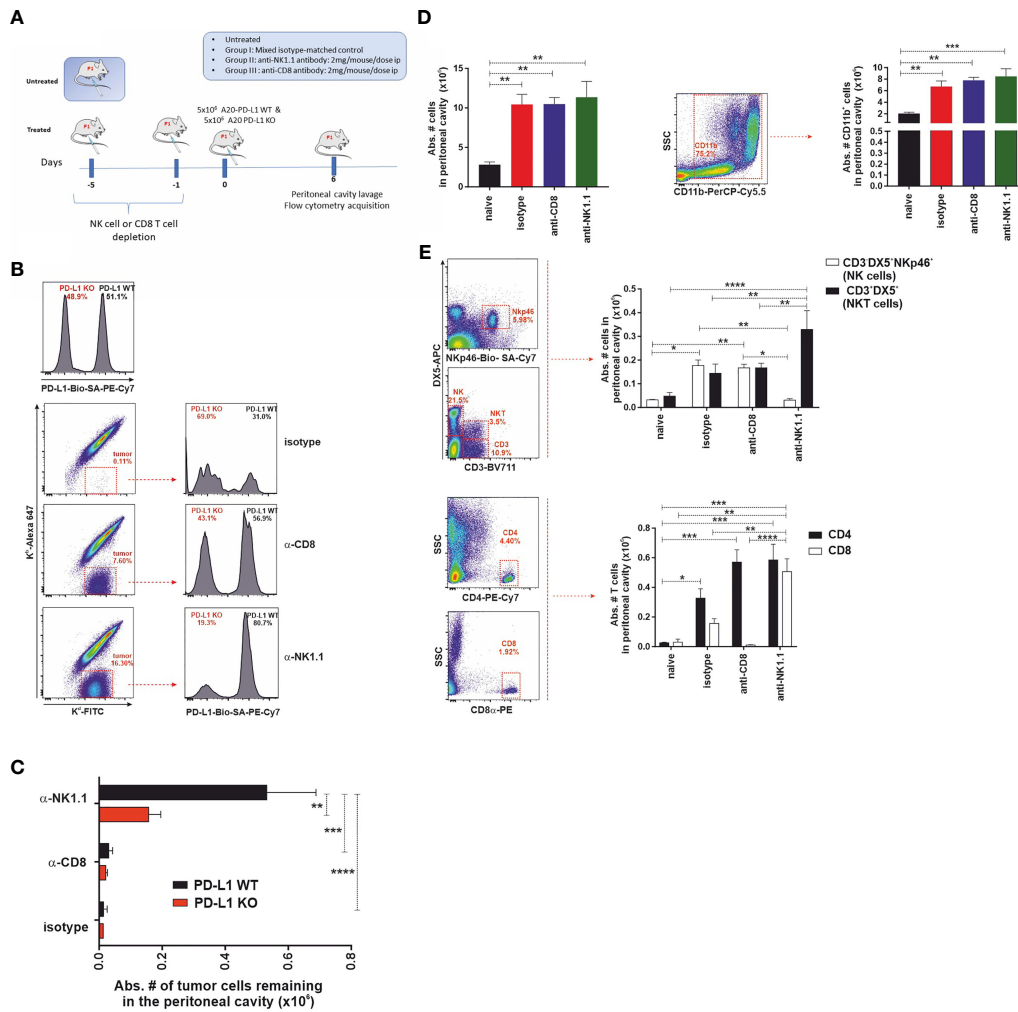 A
• Untreated
• Group I: Mixed isotype-matched control
• Group II: anti-NK1.1 antibody: 2mg/mouse/dose ip
• Group III: anti-CD8 antibody: 2mg/mouse/dose ip
P1
Untreated
5x10⁶ A20-PD-L1 WT &
5x10⁶ A20 PD-L1 KO
Treated
P1
P1
P1
P1
Days
-5
-1
0
6
NK cell or CD8 T cell
depletion
Peritoneal cavity lavage
Flow cytometry acquisition
B
PD-L1 KO
48.9%
PD-L1 WT
51.1%
PD-L1-Bio-SA-PE-Cy7
tumor
0.11%
PD-L1 KO
69.0%
PD-L1 WT
31.0%
isotype
tumor
7.60%
PD-L1 KO
43.1%
PD-L1 WT
56.9%
α-CD8
tumor
16.30%
PD-L1 KO
19.3%
PD-L1 WT
80.7%
α-NK1.1
Kᵇ-Alexa 647
Kᵈ-FITC
PD-L1-Bio-SA-PE-Cy7
C
α-NK1.1
α-CD8
isotype
**
***
****
PD-L1 WT
PD-L1 KO
0.0
0.2
0.4
0.6
0.8
Abs. # of tumor cells remaining
in the peritoneal cavity (x10⁶)
D
Abs. # cells
in peritoneal cavity (x10⁶)
15
10
5
0
**
**
**
naive
isotype
anti-CD8
anti-NK1.1
SSC
CD11b
75.2%
CD11b-PerCP-Cy5.5
Abs. # CD11b⁺ cells
in peritoneal cavity (x10⁶)
10
8
6
4
2
0.5
0.4
0.3
0.2
0.1
0.0
***
**
**
naive
isotype
anti-CD8
anti-NK1.1
E
Nkp46
5.98%
NKp46-Bio- SA-Cy7
DX5-APC
NK
21.5%
NKT
3.5%
CD3
10.9%
CD3-BV711
CD3⁻DX5⁺NKp46⁺
(NK cells)
CD3⁺DX5⁺
(NKT cells)
Abs. # cells in
peritoneal cavity (x10⁶)
0.5
0.4
0.3
0.2
0.1
0.0
****
**
**
**
**
*
*
naive
isotype
anti-CD8
anti-NK1.1
SSC
CD4
4.40%
CD4-PE-Cy7
SSC
CD8
1.92%
CD8α-PE
Abs. # T cells
in peritoneal cavity (x10⁶)
0.8
0.6
0.4
0.2
0.0
***
**
***
**
***
****
*
CD4
CD8
naive
isotype
anti-CD8
anti-NK1.1